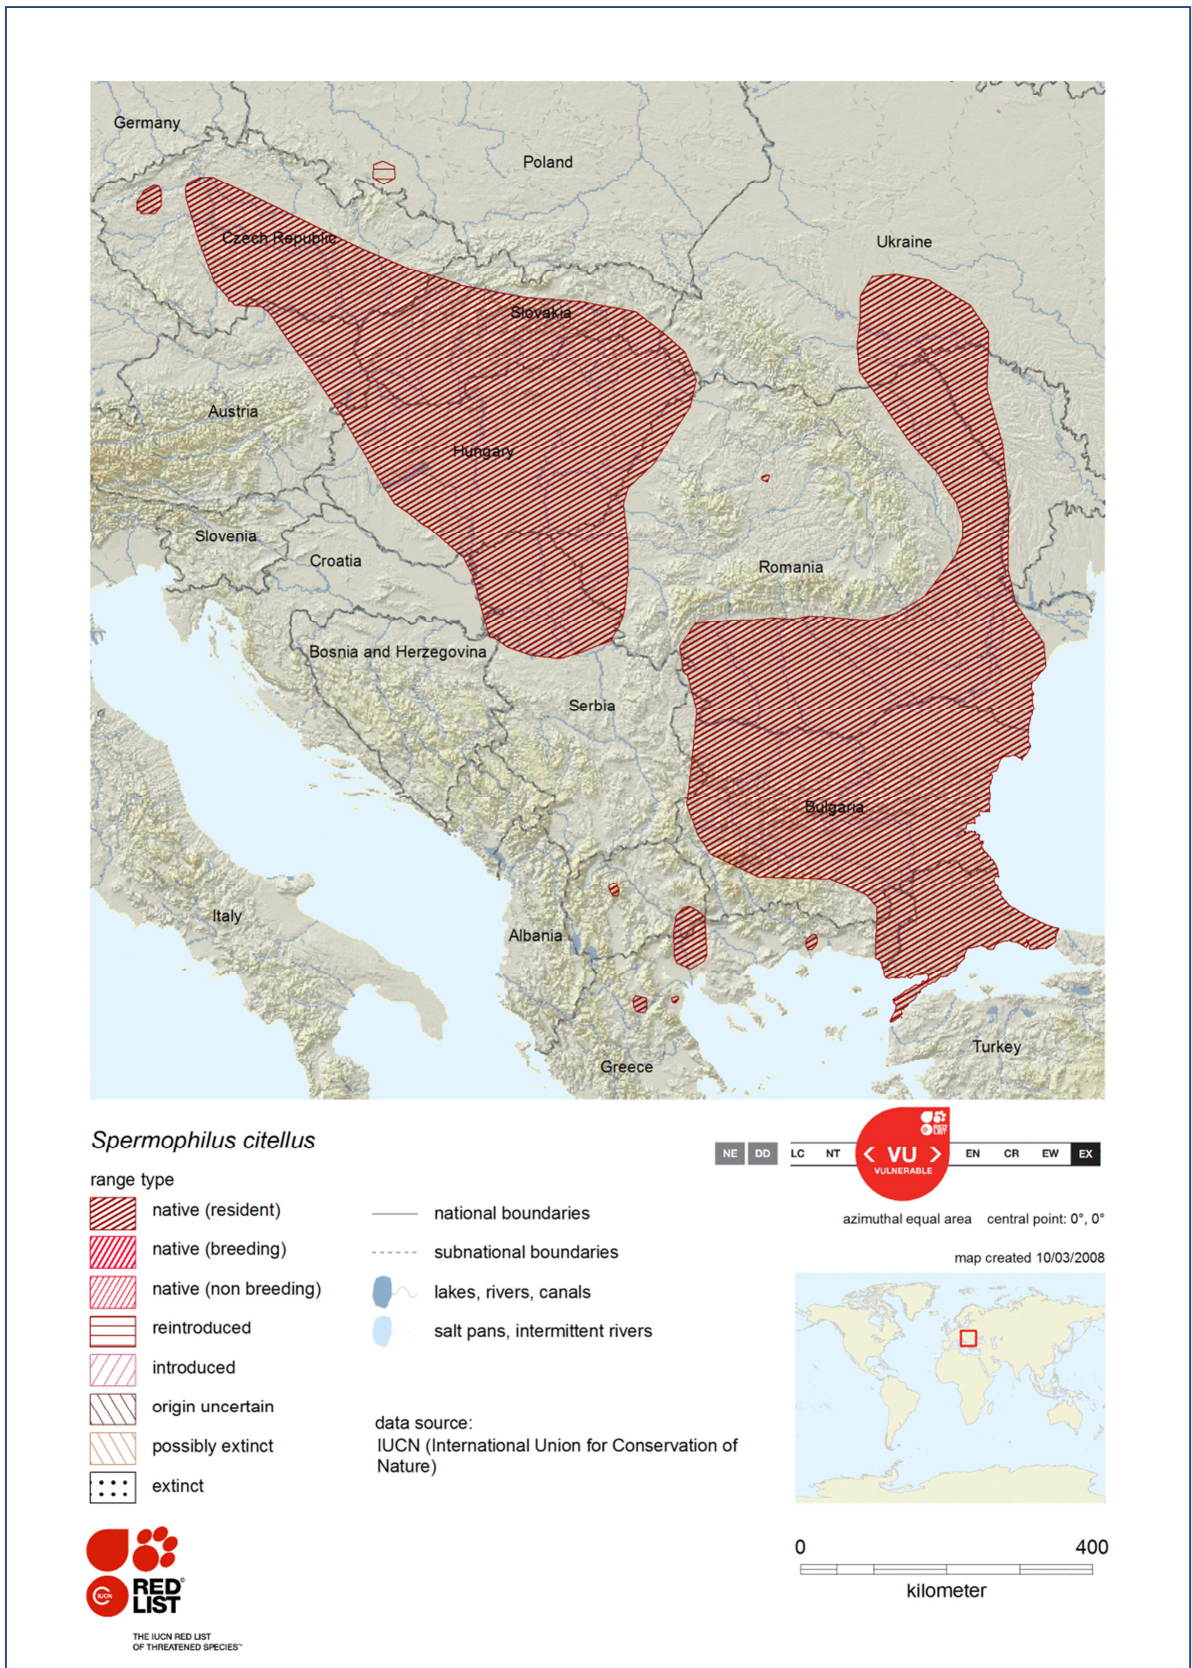 Germany
Poland
Czech Republic
Ukraine
Slovakia
Austria
Hungary
Slovenia
Croatia
Romania
Bosnia and Herzegovina
Serbia
Bulgaria
Italy
Albania
Turkey
Greece
Spermophilus citellus
range type
native (resident)
native (breeding)
native (non breeding)
reintroduced
introduced
origin uncertain
possibly extinct
extinct
national boundaries
subnational boundaries
lakes, rivers, canals
salt pans, intermittent rivers
data source:
IUCN (International Union for Conservation of
Nature)
NE DD LC NT < VU > EN CR EW EX
VULNERABLE
RED
LIST
azimuthal equal area central point: 0°, 0°
map created 10/03/2008
0 400
kilometer
IUCN
RED©
LIST
THE IUCN RED LIST
OF THREATENED SPECIES™